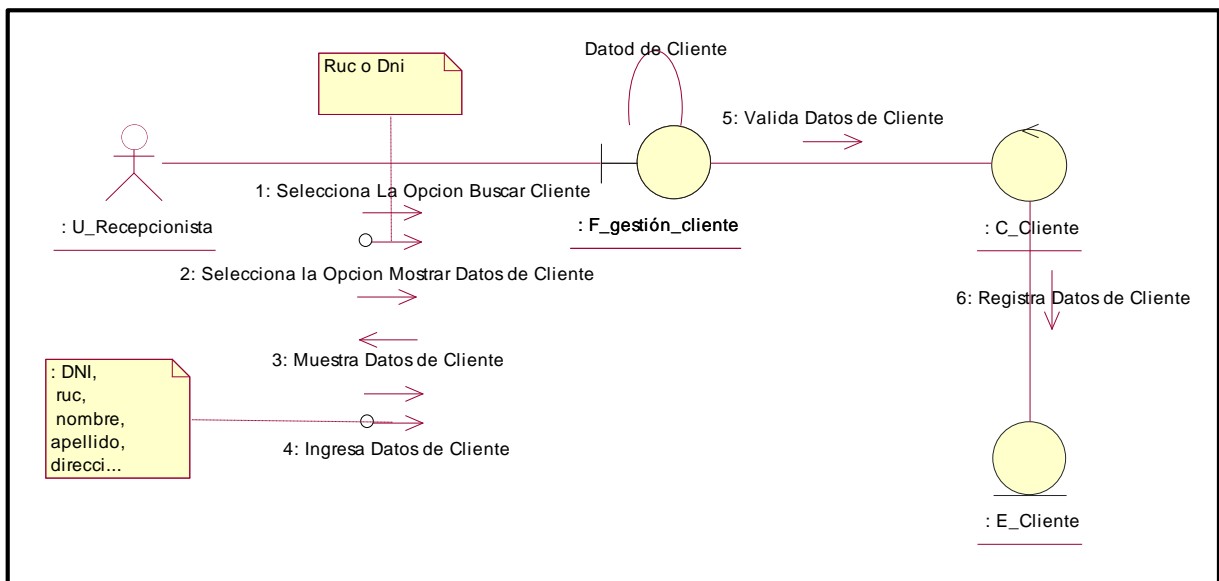 Datod de Cliente
Ruc o Dni
5: Valida Datos de Cliente
1: Selecciona La Opcion Buscar Cliente
: U_Recepcionista
: F_gestión_cliente
: C_Cliente
2: Selecciona la Opcion Mostrar Datos de Cliente
6: Registra Datos de Cliente
3: Muestra Datos de Cliente
: DNI,
ruc,
nombre,
apellido,
direcci...
4: Ingresa Datos de Cliente
: E_Cliente